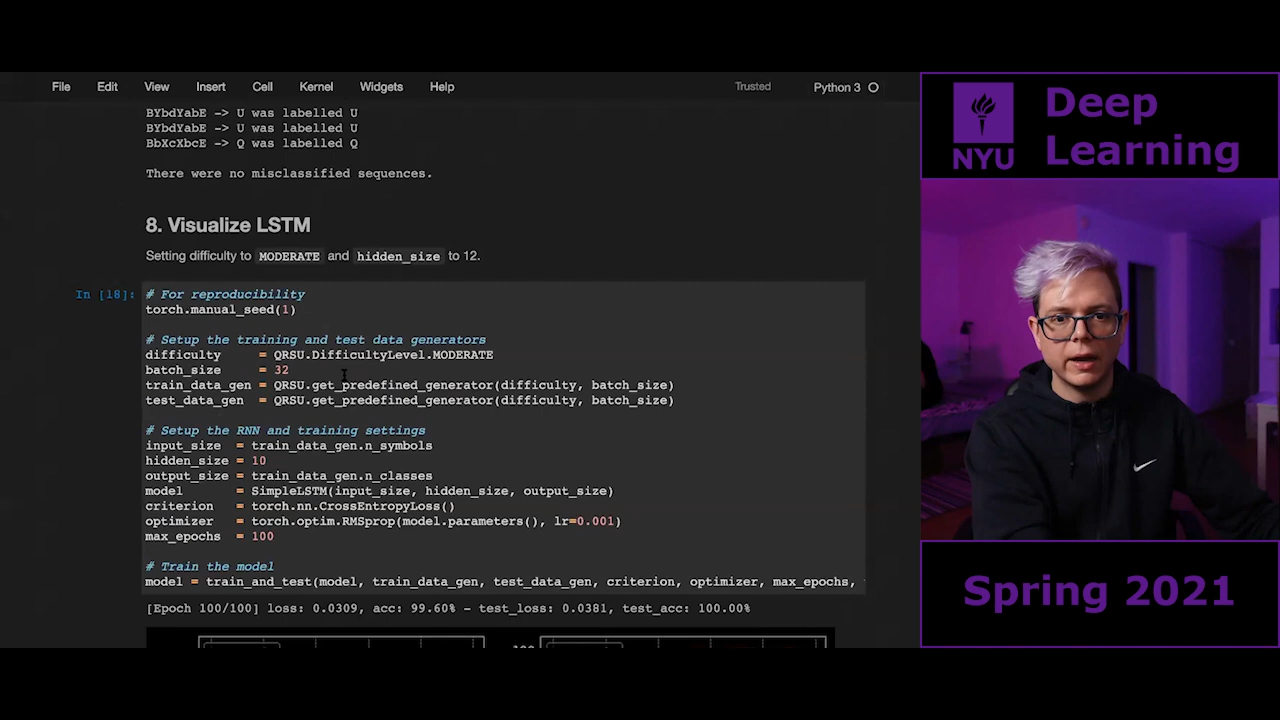 File Edit View Insert Cell Kernel Widgets Help Trusted Python 3
BYbdYabE -> U was labelled U
BYbdYabE -> U was labelled U
BbXcXbcE -> Q was labelled Q
There were no misclassified sequences.
8. Visualize LSTM
Setting difficulty to MODERATE and hidden_size to 12.
In [18]:
# For reproducibility
torch.manual_seed(1)
# Setup the training and test data generators
difficulty     = QRSU.DifficultyLevel.MODERATE
batch_size     = 32
train_data_gen = QRSU.get_predefined_generator(difficulty, batch_size)
test_data_gen  = QRSU.get_predefined_generator(difficulty, batch_size)
# Setup the RNN and training settings
input_size  = train_data_gen.n_symbols
hidden_size = 10
output_size = train_data_gen.n_classes
model       = SimpleLSTM(input_size, hidden_size, output_size)
criterion   = torch.nn.CrossEntropyLoss()
optimizer   = torch.optim.RMSprop(model.parameters(), lr=0.001)
max_epochs  = 100
# Train the model
model = train_and_test(model, train_data_gen, test_data_gen, criterion, optimizer, max_epochs,
[Epoch 100/100] loss: 0.0309, acc: 99.60% - test_loss: 0.0381, test_acc: 100.00%
NYU
Deep
Learning
Spring 2021